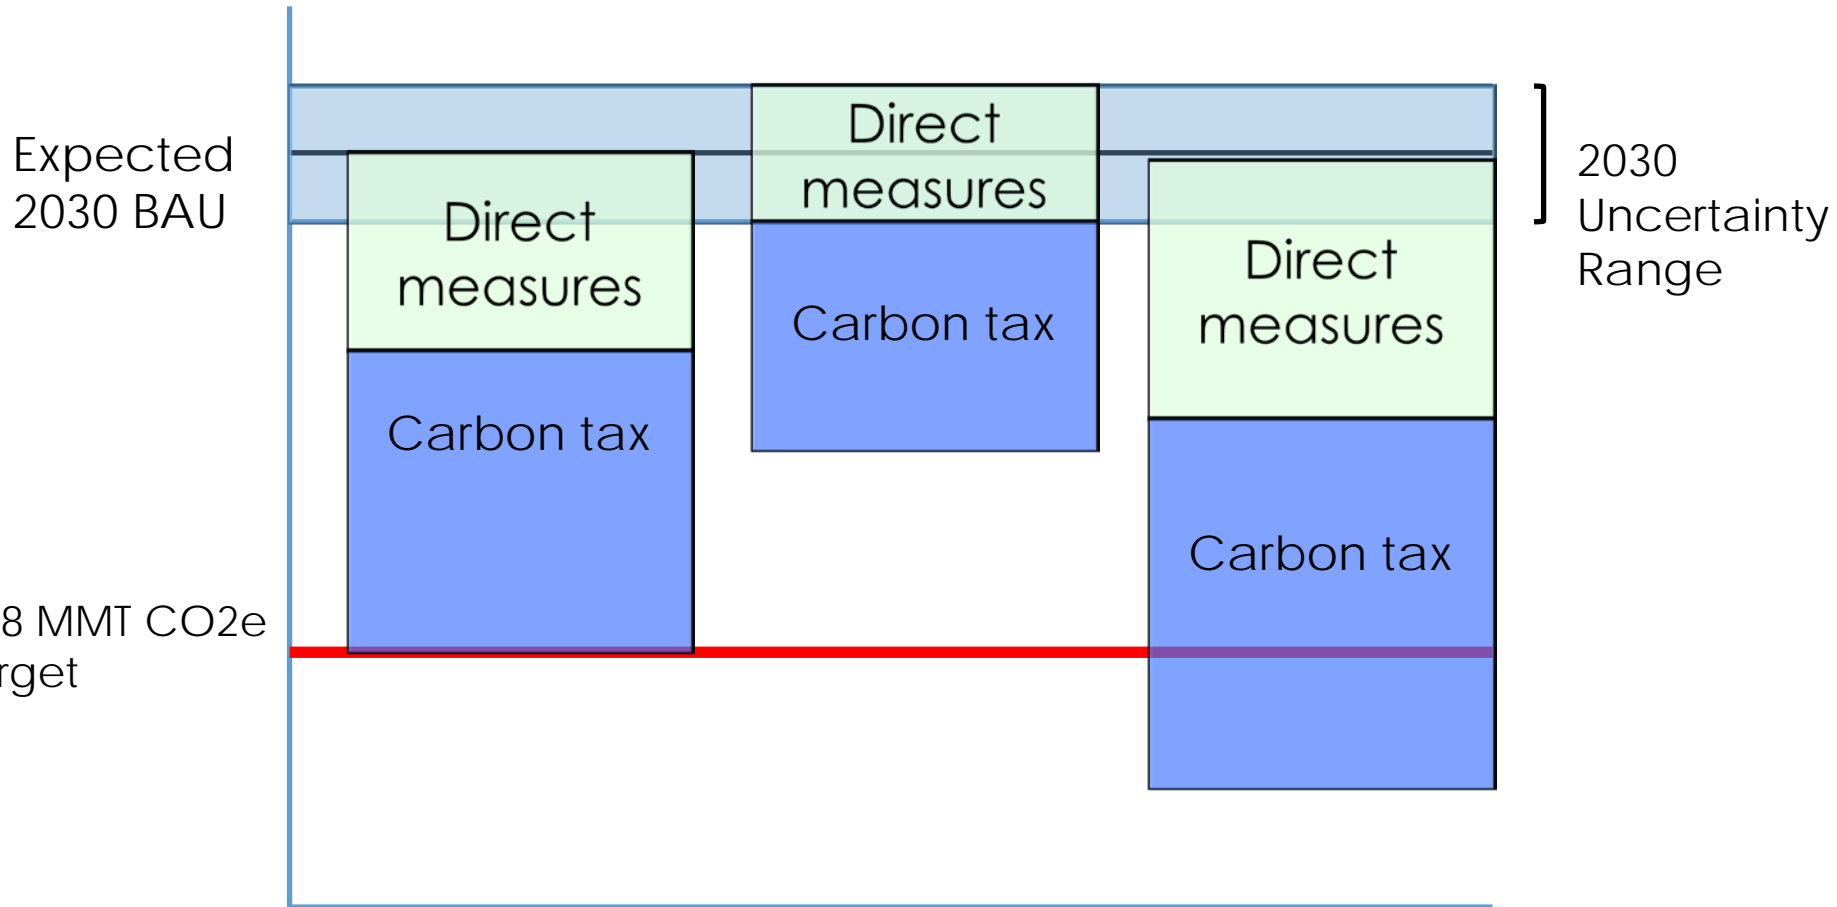 Expected
2030 BAU
Direct
measures
Carbon tax
Direct
measures
Carbon tax
Direct
measures
Carbon tax
2030
Uncertainty
Range
8 MMT CO2e
rget